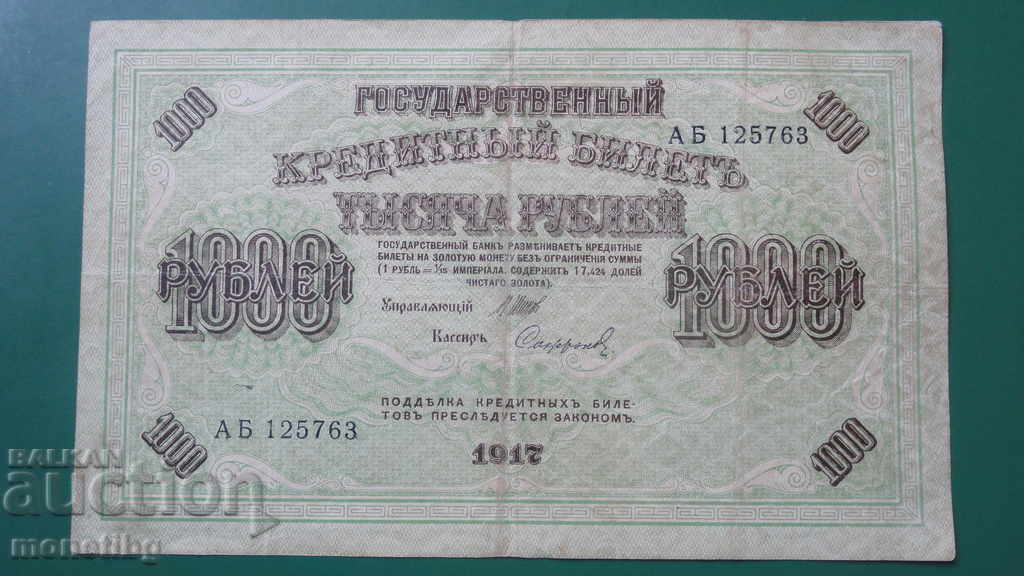 1000
1000
ГОСУДАРСТВЕННЫЙ
АБ 125763
КРЕДИТНЫЙ БИЛЕТЪ
ТЫСЯЧА РУБЛЕЙ
1000
РУБЛЕЙ
1000
РУБЛЕЙ
ГОСУДАРСТВЕННЫЙ БАНКЪ РАЗМѢНИВАЕТЪ КРЕДИТНЫЕ
БИЛЕТЫ НА ЗОЛОТУЮ МОНЕТУ БЕЗЪ ОГРАНИЧЕНІЯ СУММЫ
(1 РУБЛЬ = 1/15 ИМПЕРІАЛА, СОДЕРЖИТЪ 17,424 ДОЛЕЙ
ЧИСТАГО ЗОЛОТА).
Управляющій
Кассиръ
Сафронов
ПОДДѢЛКА КРЕДИТНЫХЪ БИЛЕ-
ТОВЪ ПРЕСЛѢДУЕТСЯ ЗАКОНОМЪ.
1000
АБ 125763
1917
1000
BALKAN
auction
monetibg